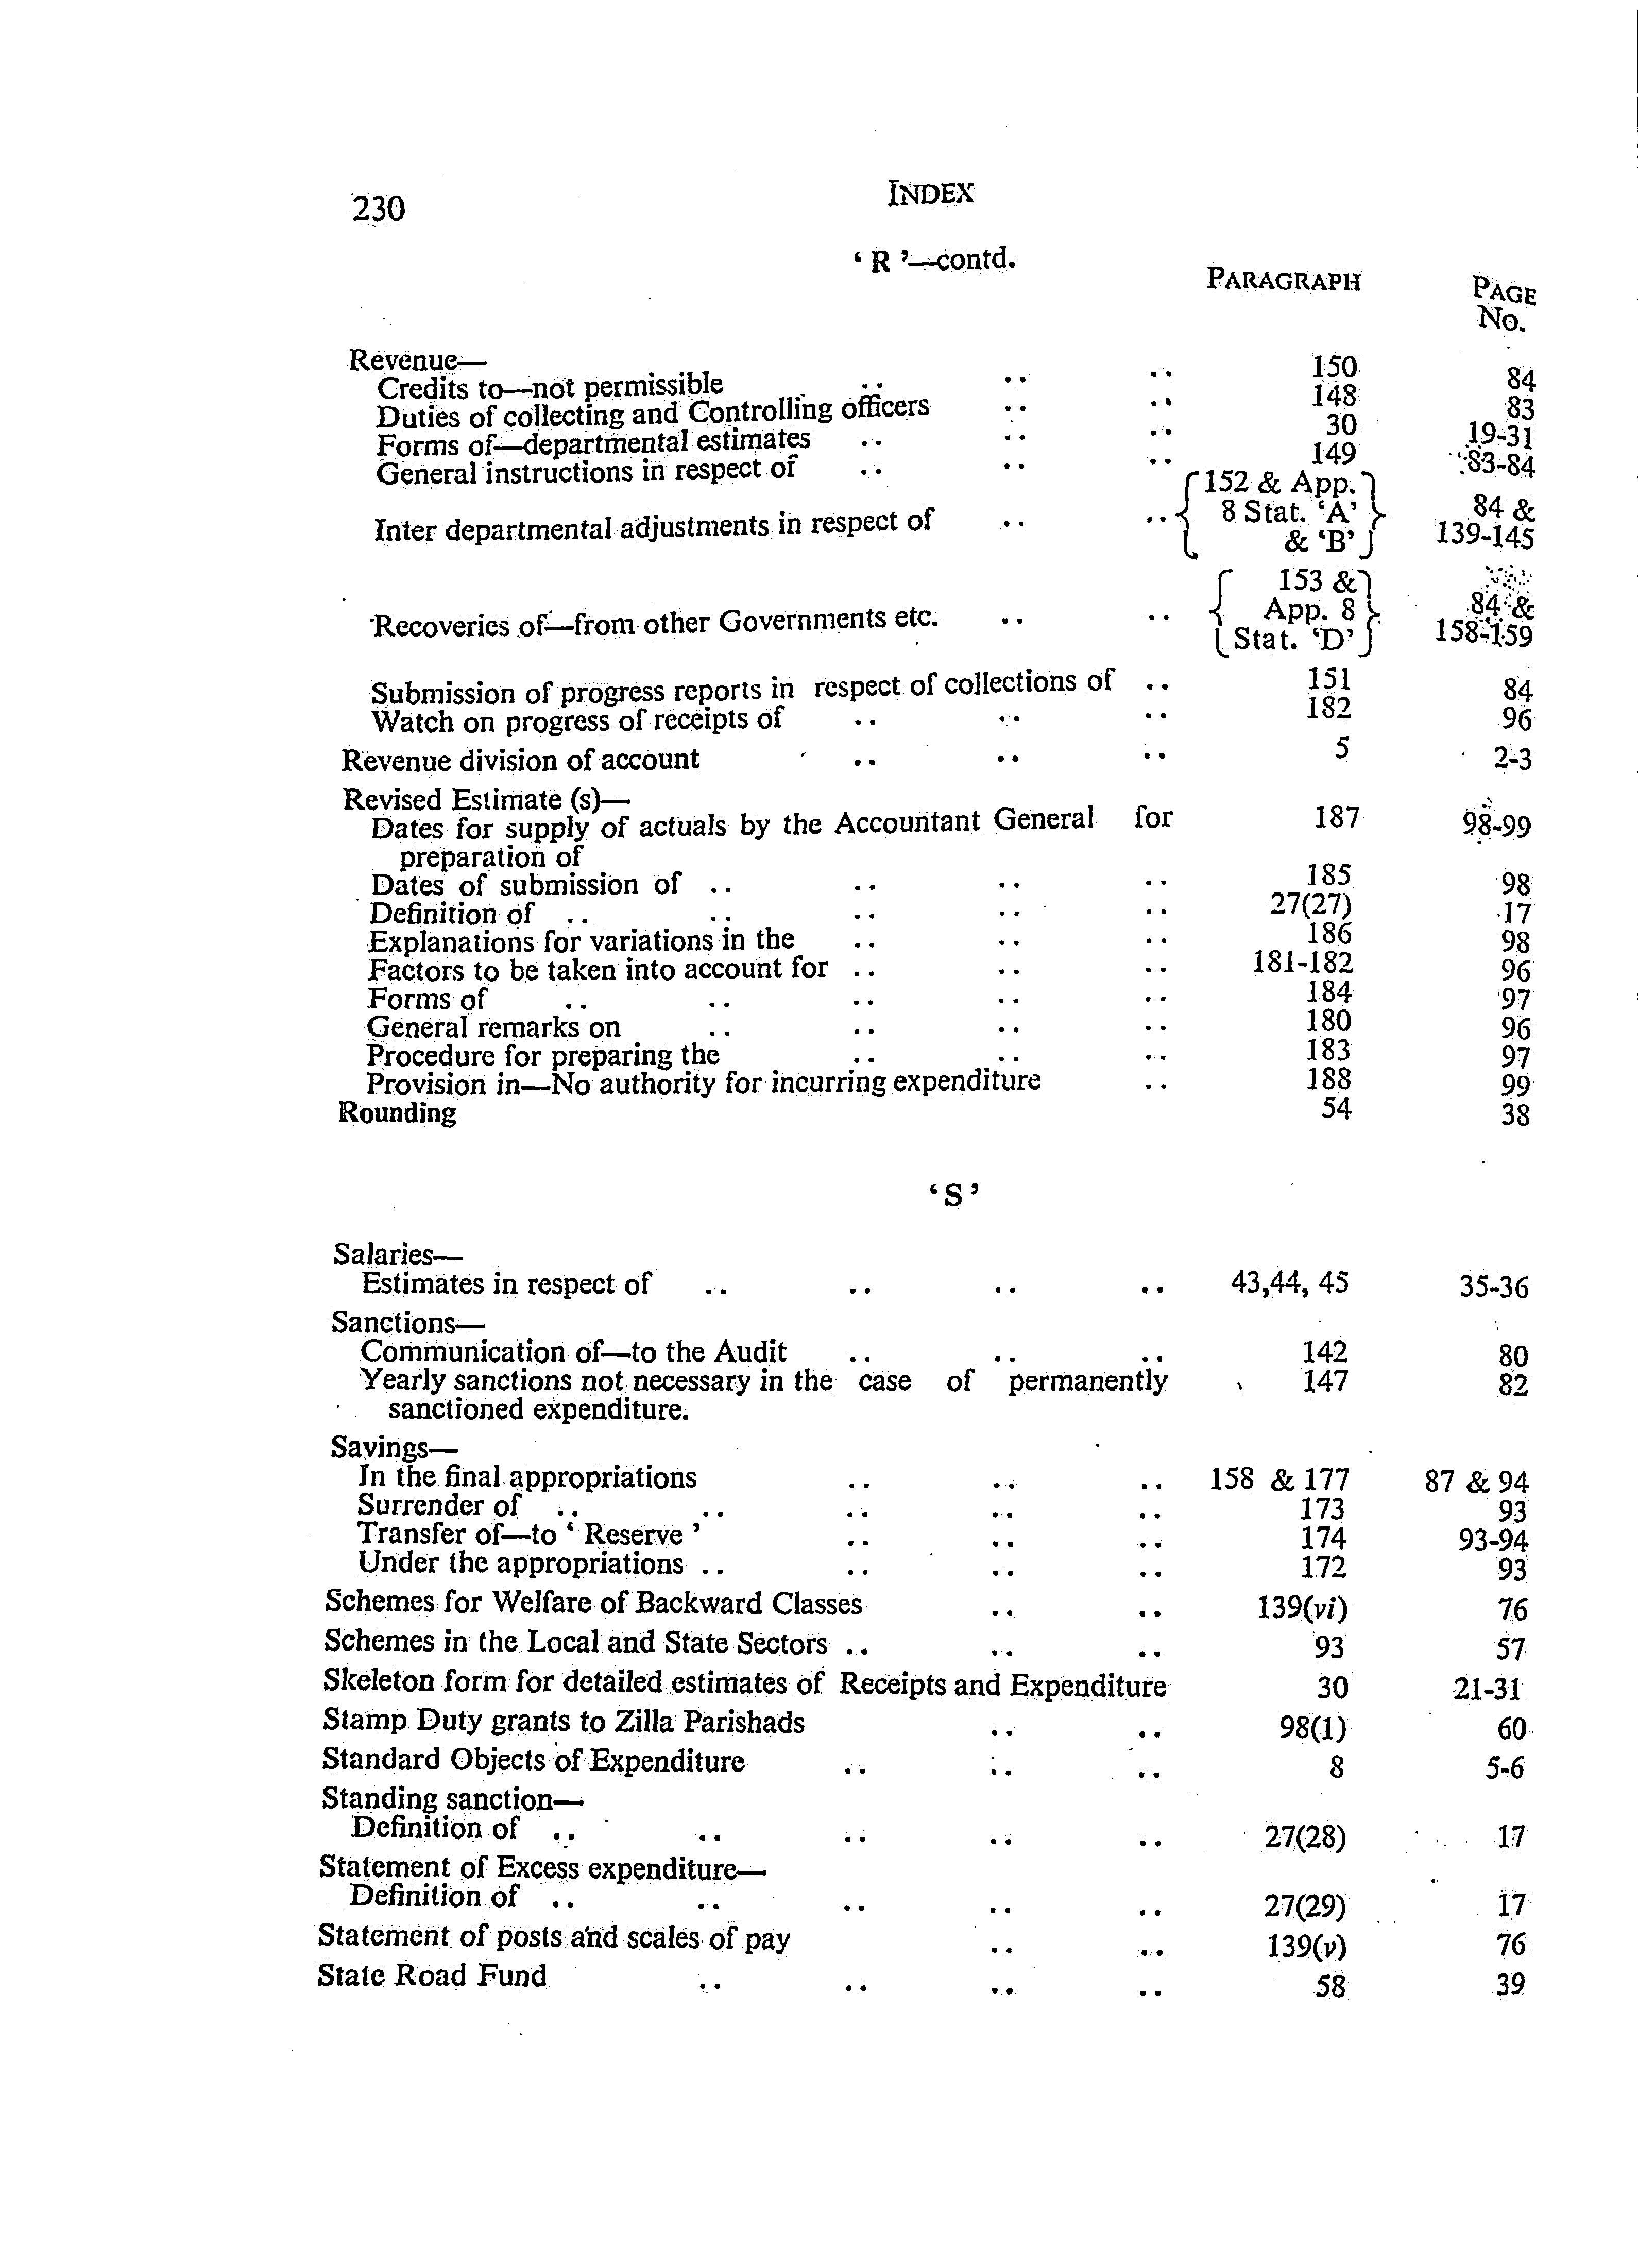 230
INDEX
‘ R ’—contd.
PARAGRAPH
PAGE
No.
Revenue—
Credits to—not permissible .. .. .. 150 84
Duties of collecting and Controlling officers .. .. 148 83
Forms of—departmental estimates .. .. .. 30 19-31
General instructions in respect of .. .. .. 149 83-84
152 & App.
Inter departmental adjustments in respect of .. .. 8 Stat. ‘A’ 84 &
& ‘B’ 139-145
153 &
Recoveries of—from other Governments etc. .. .. App. 8 84 &
Stat. ‘D’ 158-159
Submission of progress reports in respect of collections of .. 151 84
Watch on progress of receipts of .. .. .. 182 96
Revenue division of account .. .. .. 5 2-3
Revised Estimate (s)—
Dates for supply of actuals by the Accountant General for 187 98-99
preparation of
Dates of submission of .. .. .. .. 185 98
Definition of .. .. .. .. .. 27(27) 17
Explanations for variations in the .. .. .. 186 98
Factors to be taken into account for .. .. .. 181-182 96
Forms of .. .. .. .. .. 184 97
General remarks on .. .. .. .. 180 96
Procedure for preparing the .. .. .. 183 97
Provision in—No authority for incurring expenditure .. 188 99
Rounding 54 38
‘S’
Salaries—
Estimates in respect of .. .. .. .. 43,44, 45 35-36
Sanctions—
Communication of—to the Audit .. .. .. 142 80
Yearly sanctions not necessary in the case of permanently 147 82
sanctioned expenditure.
Savings—
In the final appropriations .. .. .. 158 & 177 87 & 94
Surrender of .. .. .. .. .. 173 93
Transfer of—to ‘ Reserve ’ .. .. .. 174 93-94
Under the appropriations .. .. .. .. 172 93
Schemes for Welfare of Backward Classes .. .. 139(vi) 76
Schemes in the Local and State Sectors .. .. .. 93 57
Skeleton form for detailed estimates of Receipts and Expenditure 30 21-31
Stamp Duty grants to Zilla Parishads .. .. 98(1) 60
Standard Objects of Expenditure .. .. .. 8 5-6
Standing sanction—
Definition of .. .. .. .. .. 27(28) 17
Statement of Excess expenditure—
Definition of .. .. .. .. .. 27(29) 17
Statement of posts and scales of pay .. .. 139(v) 76
State Road Fund .. .. .. .. 58 39